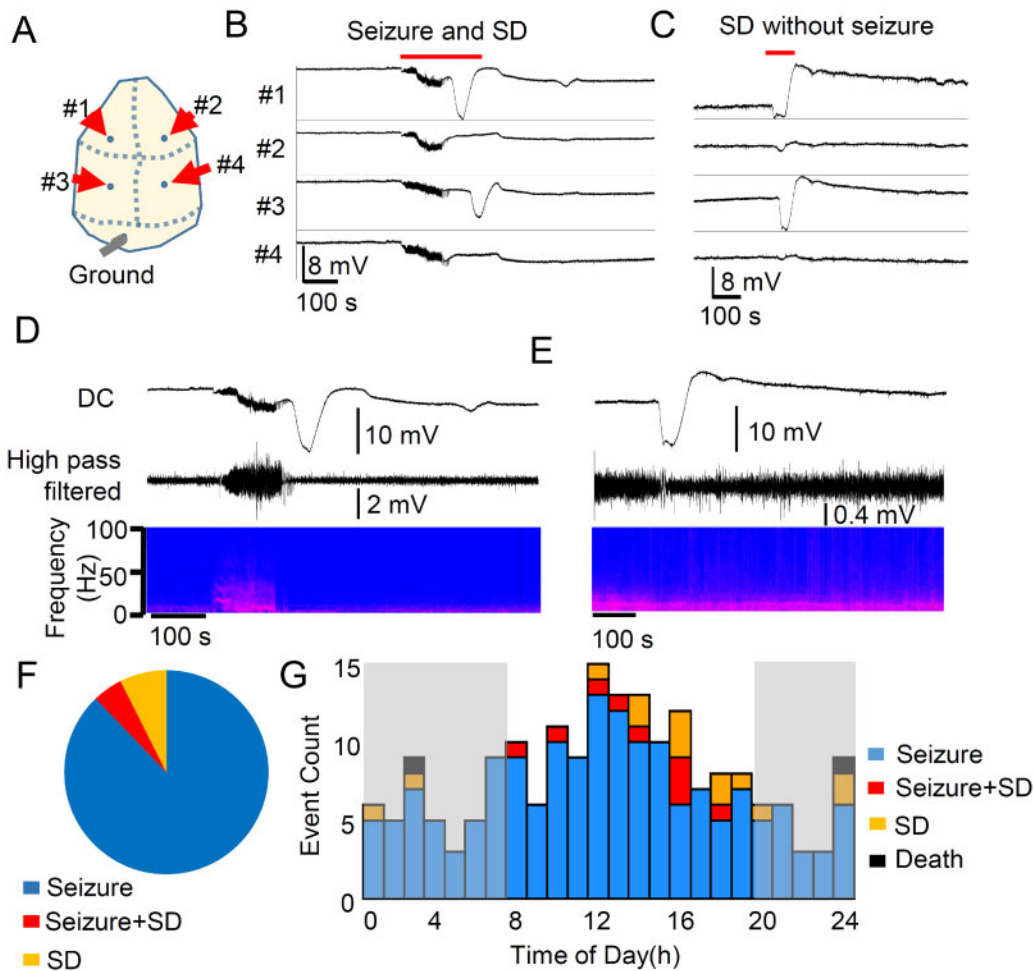 A
#1
#2
#3
#4
Ground
B
Seizure and SD
#1
#2
#3
#4
8 mV
100 s
C
SD without seizure
8 mV
100 s
D
DC
10 mV
High pass
filtered
2 mV
Frequency
(Hz)
100
50
0
100 s
E
10 mV
0.4 mV
100 s
F
Seizure
Seizure+SD
SD
G
Event Count
15
10
5
0
0 4 8 12 16 20 24
Time of Day(h)
Seizure
Seizure+SD
SD
Death